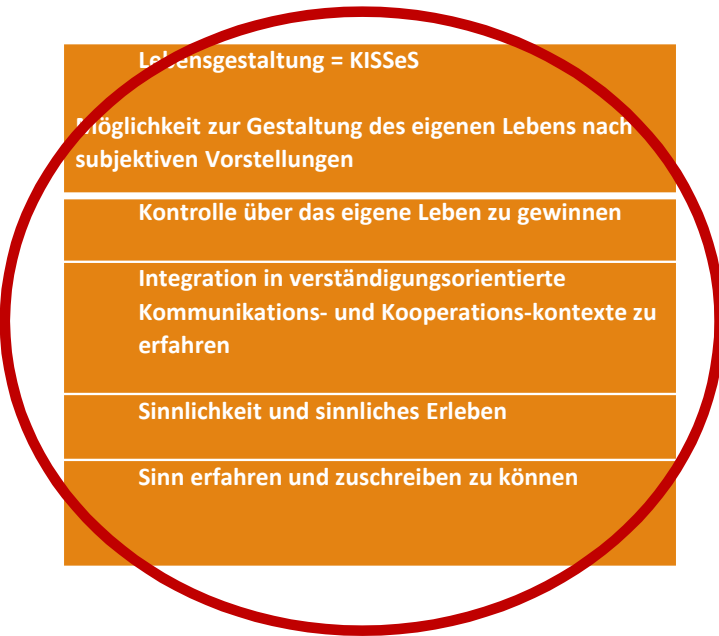 Lebensgestaltung = KISSeS
Möglichkeit zur Gestaltung des eigenen Lebens nach
subjektiven Vorstellungen
Kontrolle über das eigene Leben zu gewinnen
Integration in verständigungsorientierte
Kommunikations- und Kooperations-kontexte zu
erfahren
Sinnlichkeit und sinnliches Erleben
Sinn erfahren und zuschreiben zu können